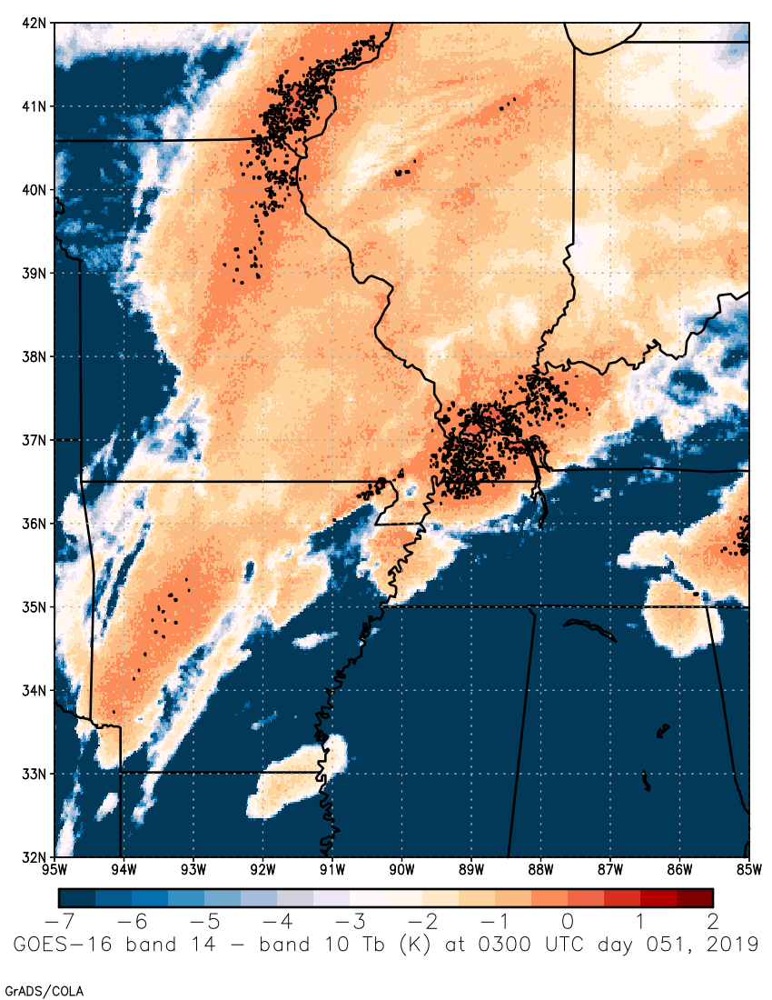 42N
41N
40N
39N
38N
37N
36N
35N
34N
33N
32N
95W 94W 93W 92W 91W 90W 89W 88W 87W 86W 85W
−7 −6 −5 −4 −3 −2 −1 0 1 2
GOES−16 band 14 − band 10 Tb (K) at 0300 UTC day 051, 2019
GrADS/COLA